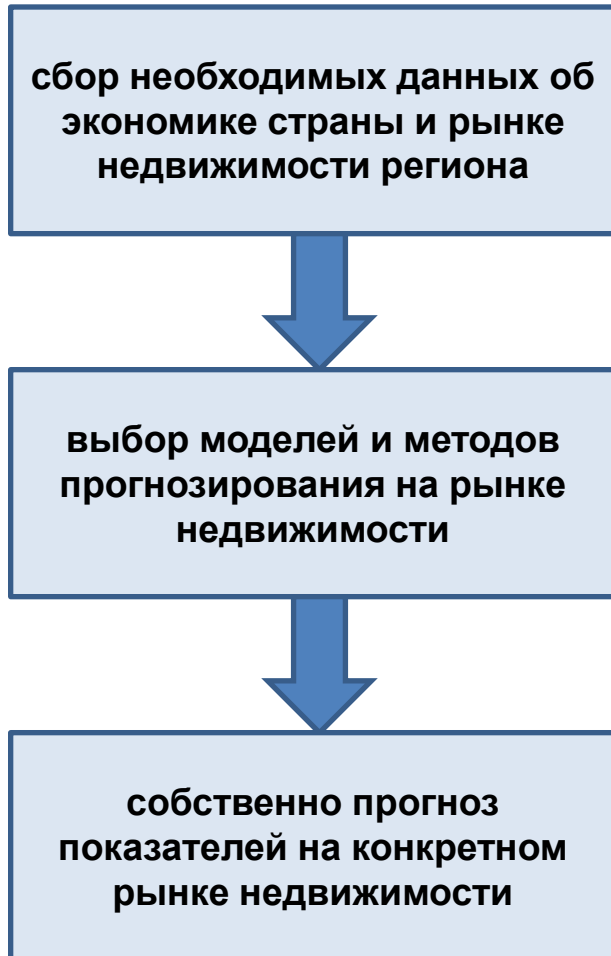 сбор необходимых данных об
экономике страны и рынке
недвижимости региона
выбор моделей и методов
прогнозирования на рынке
недвижимости
собственно прогноз
показателей на конкретном
рынке недвижимости